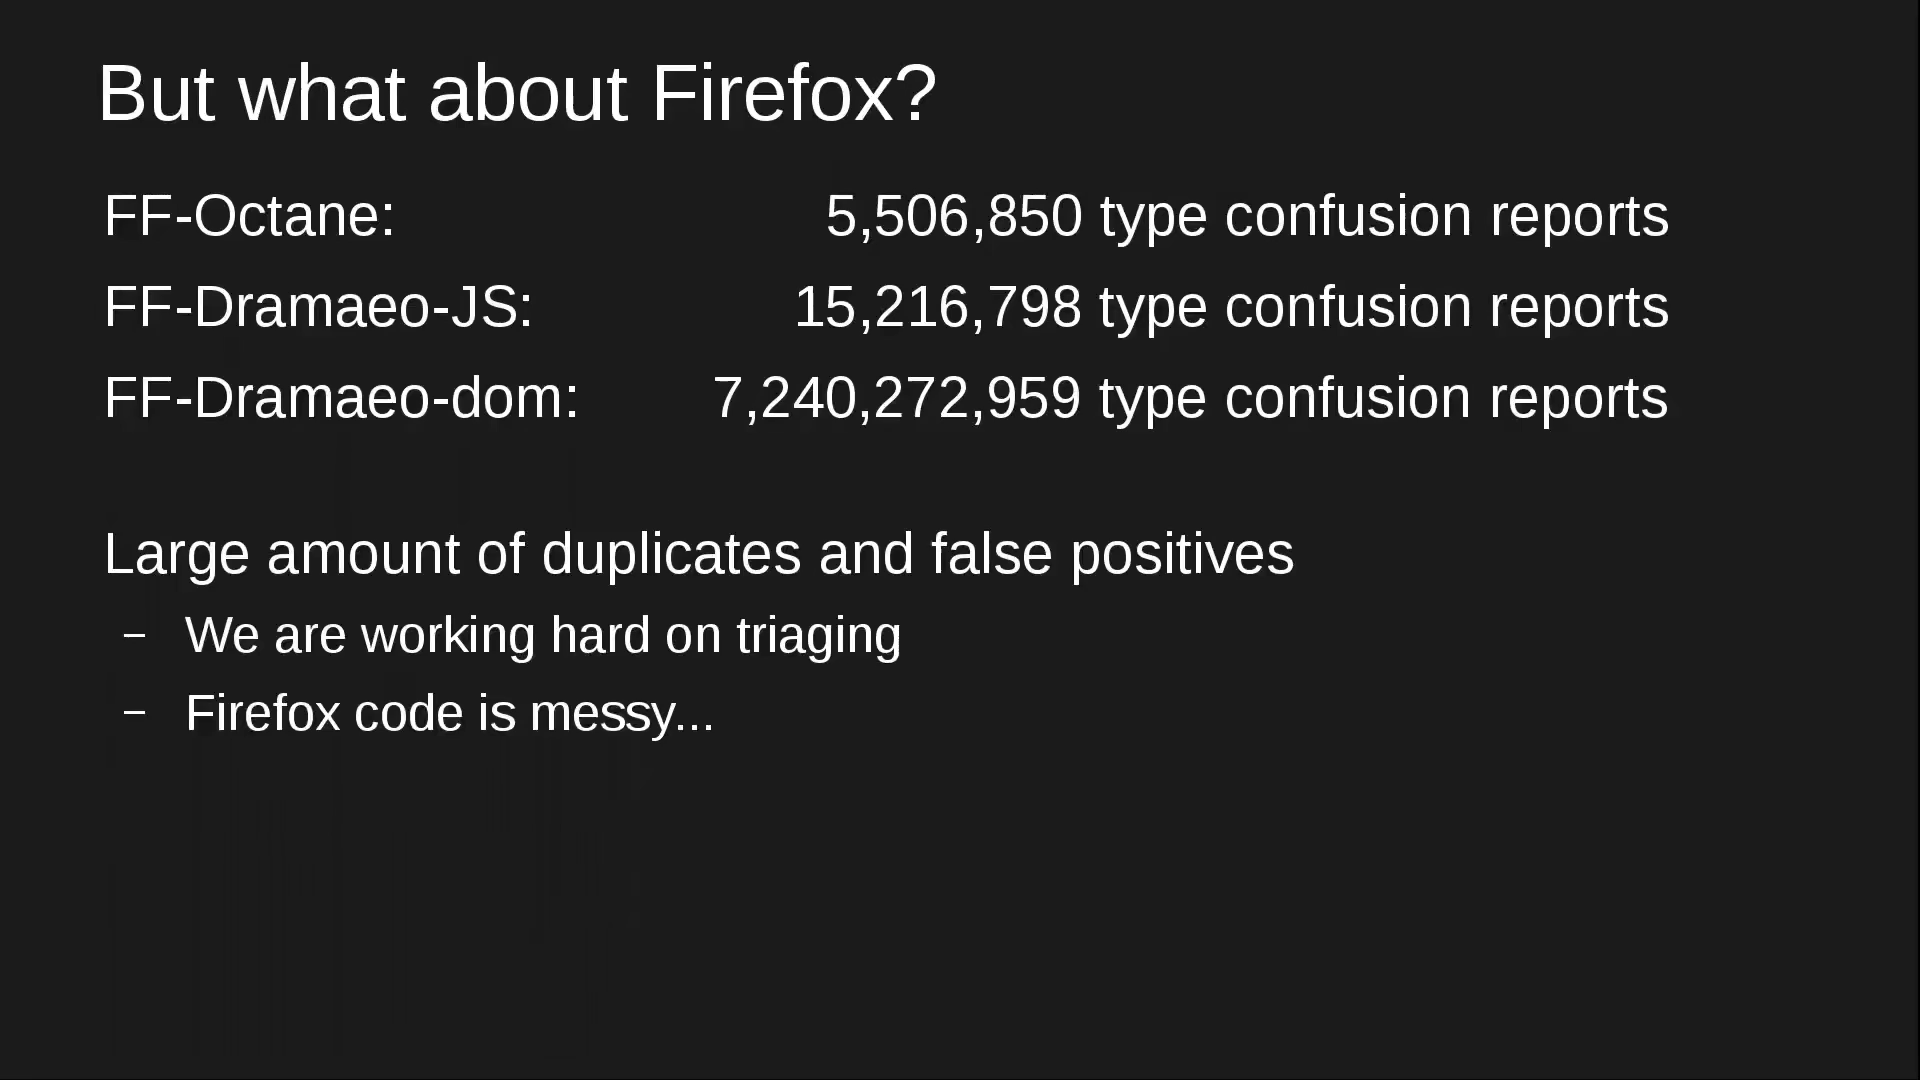 But what about Firefox?
FF-Octane: 5,506,850 type confusion reports
FF-Dramaeo-JS: 15,216,798 type confusion reports
FF-Dramaeo-dom: 7,240,272,959 type confusion reports
Large amount of duplicates and false positives
– We are working hard on triaging
– Firefox code is messy...